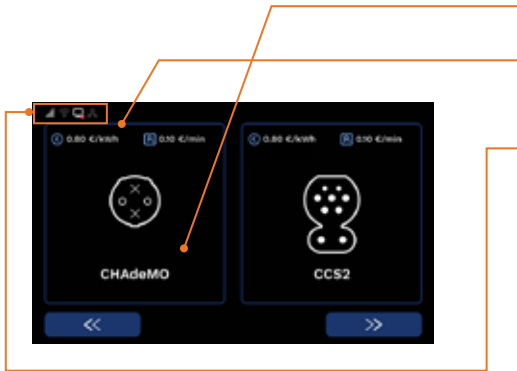 0.80 €/kWh P 0.10 €/min 0.80 €/kWh P 0.10 €/min
CHAdeMO CCS2
<< >>